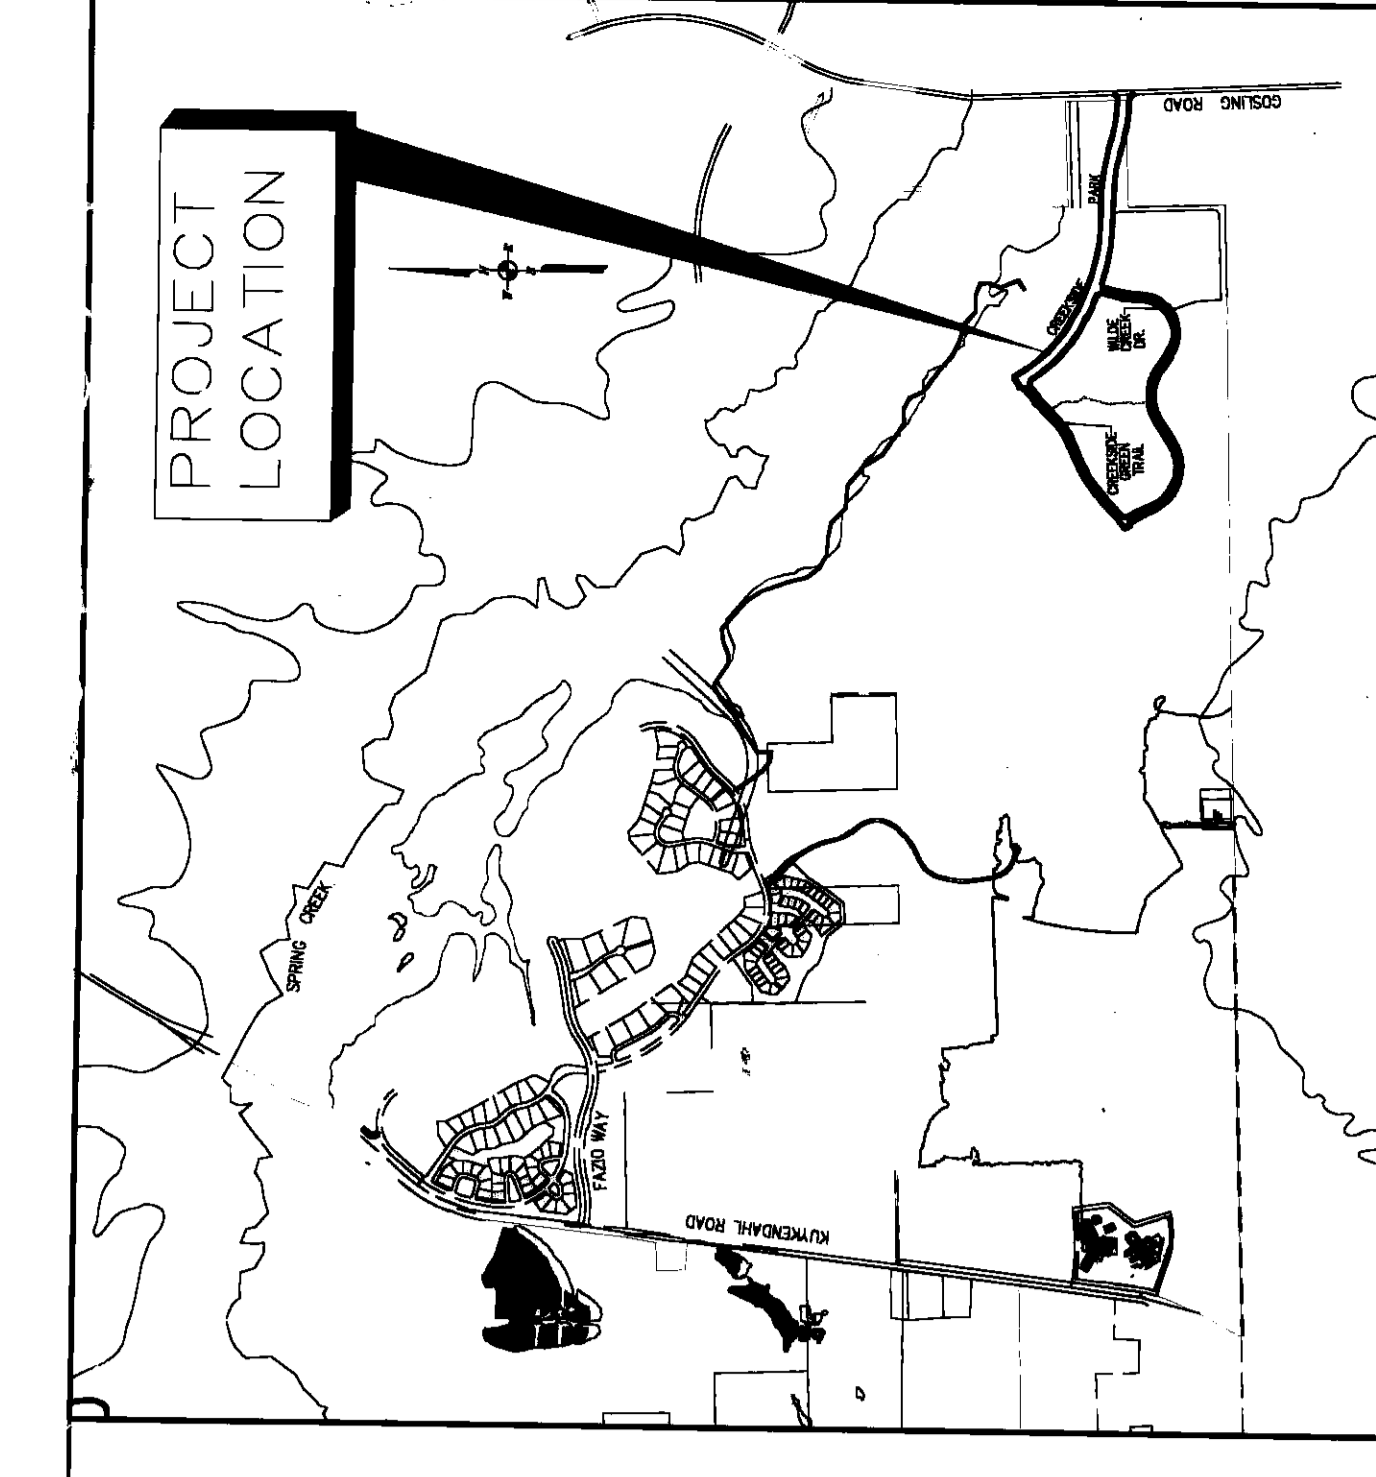 PROJECT
LOCATION
GOSLING ROAD
PARK
CREEKSIDE
WILDE
CREEK
DR.
CREEKSIDE
GREEN
TRAIL
SPRING CREEK
FAZIO WAY
KUYKENDAHL ROAD